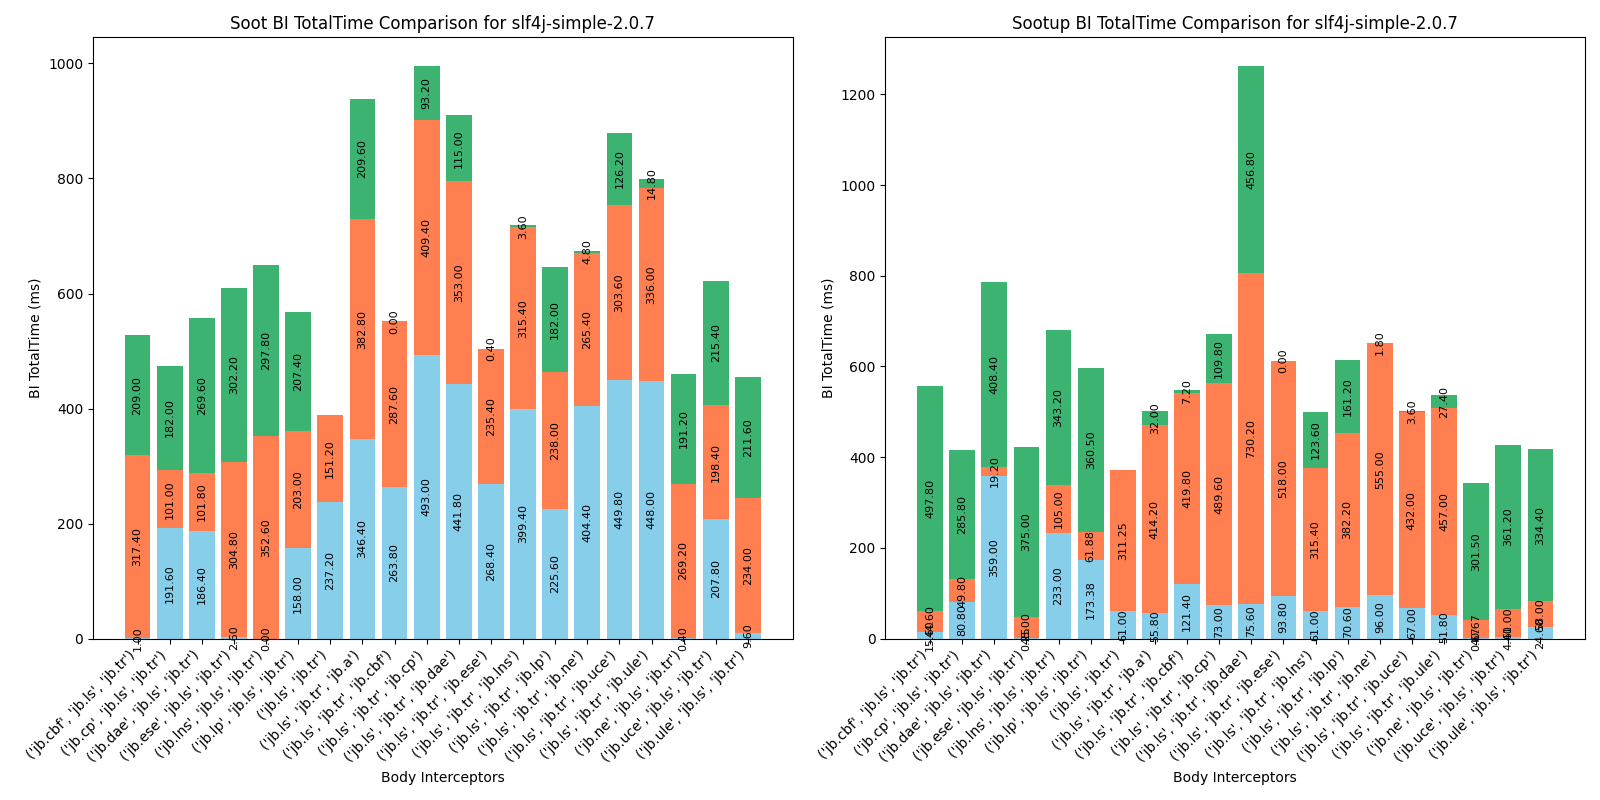 Soot BI TotalTime Comparison for slf4j-simple-2.0.7
BI TotalTime (ms)
1000
800
600
400
200
0
209.00
317.40
1.00
182.00
101.00
191.60
269.60
101.80
186.40
302.20
304.80
2.60
297.80
352.60
0.00
207.40
203.00
158.00
151.20
237.20
209.60
382.80
346.40
0.00
287.60
263.80
93.20
409.40
493.00
115.00
353.00
441.80
0.40
235.40
268.40
3.60
315.40
399.40
182.00
238.00
225.60
4.80
265.40
404.40
126.20
303.60
449.80
14.80
336.00
448.00
191.20
269.20
0.40
215.40
198.40
207.80
211.60
234.00
9.60
('jb.cbf', 'jb.ls', 'jb.tr')
('jb.cp', 'jb.ls', 'jb.tr')
('jb.dae', 'jb.ls', 'jb.tr')
('jb.ese', 'jb.ls', 'jb.tr')
('jb.lns', 'jb.ls', 'jb.tr')
('jb.lp', 'jb.ls', 'jb.tr')
('jb.ls', 'jb.tr')
('jb.ls', 'jb.tr', 'jb.a')
('jb.ls', 'jb.tr', 'jb.cbf')
('jb.ls', 'jb.tr', 'jb.cp')
('jb.ls', 'jb.tr', 'jb.dae')
('jb.ls', 'jb.tr', 'jb.ese')
('jb.ls', 'jb.tr', 'jb.lns')
('jb.ls', 'jb.tr', 'jb.lp')
('jb.ls', 'jb.tr', 'jb.ne')
('jb.ls', 'jb.tr', 'jb.uce')
('jb.ls', 'jb.tr', 'jb.ule')
('jb.ne', 'jb.ls', 'jb.tr')
('jb.uce', 'jb.ls', 'jb.tr')
('jb.ule', 'jb.ls', 'jb.tr')
Body Interceptors
Sootup BI TotalTime Comparison for slf4j-simple-2.0.7
BI TotalTime (ms)
1200
1000
800
600
400
200
0
497.80
285.80
49.80
80.80
408.40
19.20
359.00
375.00
343.20
105.00
233.00
360.50
61.88
173.38
311.25
61.00
32.00
414.20
55.80
7.20
419.80
121.40
109.80
489.60
73.00
456.80
730.20
75.60
0.00
518.00
93.80
123.60
315.40
61.00
161.20
382.20
70.60
1.80
555.00
96.00
3.60
432.00
67.00
27.40
457.00
51.80
301.50
361.20
334.40
('jb.cbf', 'jb.ls', 'jb.tr')
('jb.cp', 'jb.ls', 'jb.tr')
('jb.dae', 'jb.ls', 'jb.tr')
('jb.ese', 'jb.ls', 'jb.tr')
('jb.lns', 'jb.ls', 'jb.tr')
('jb.lp', 'jb.ls', 'jb.tr')
('jb.ls', 'jb.tr')
('jb.ls', 'jb.tr', 'jb.a')
('jb.ls', 'jb.tr', 'jb.cbf')
('jb.ls', 'jb.tr', 'jb.cp')
('jb.ls', 'jb.tr', 'jb.dae')
('jb.ls', 'jb.tr', 'jb.ese')
('jb.ls', 'jb.tr', 'jb.lns')
('jb.ls', 'jb.tr', 'jb.lp')
('jb.ls', 'jb.tr', 'jb.ne')
('jb.ls', 'jb.tr', 'jb.uce')
('jb.ls', 'jb.tr', 'jb.ule')
('jb.ne', 'jb.ls', 'jb.tr')
('jb.uce', 'jb.ls', 'jb.tr')
('jb.ule', 'jb.ls', 'jb.tr')
Body Interceptors